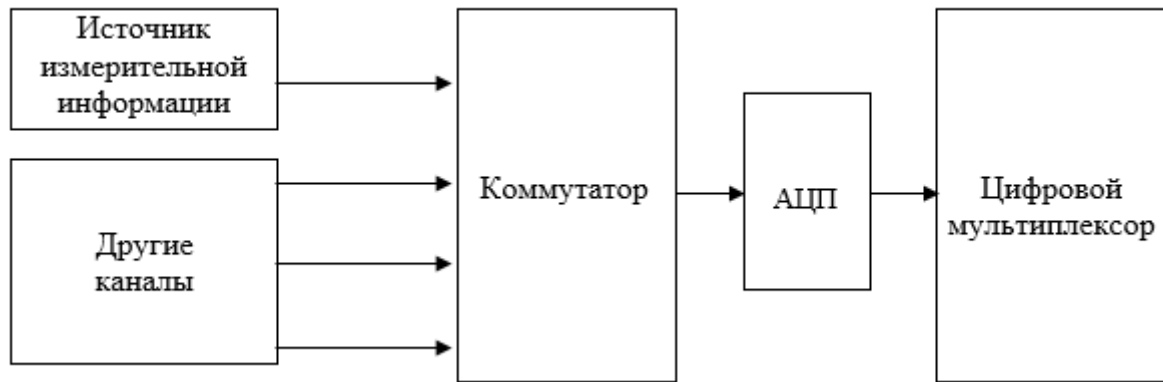 Источник
измерительной
информации
Другие
каналы
Коммутатор
АЦП
Цифровой
мультиплексор